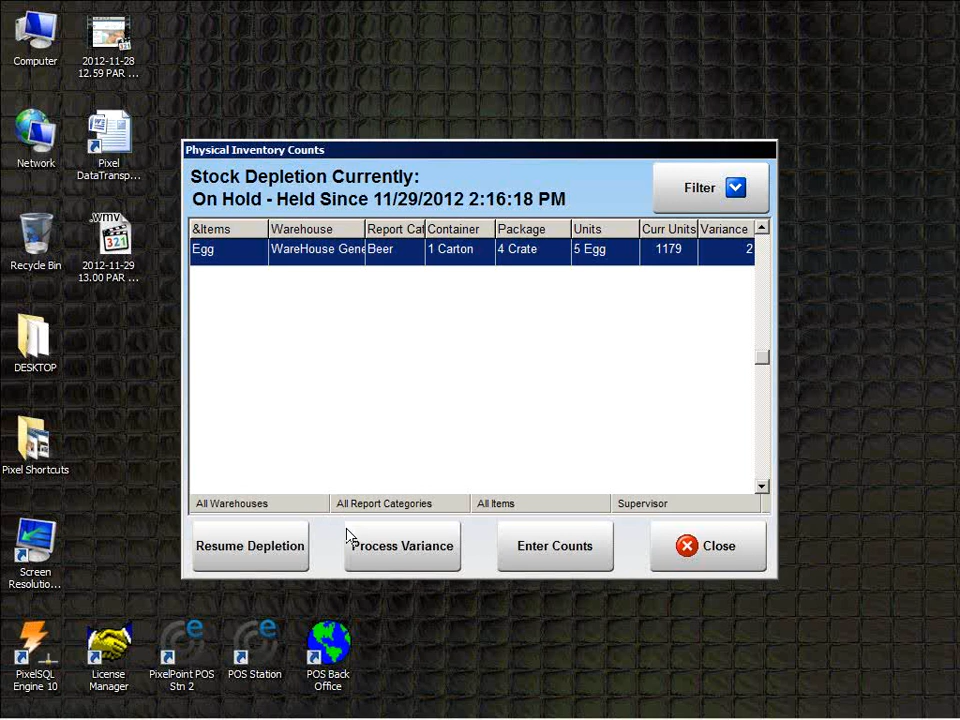 Computer
2012-11-28
12.59 PAR ...
Network
Pixel
DataTransp...
Recycle Bin
.wmv
321
2012-11-29
13.00 PAR ...
DESKTOP
Pixel Shortcuts
Screen
Resolutio...
PixelSQL
Engine 10
License
Manager
PixelPoint POS
Stn 2
POS Station
POS Back
Office
Physical Inventory Counts
Stock Depletion Currently:
On Hold - Held Since 11/29/2012 2:16:18 PM
Filter
&Items Warehouse Report Cat Container Package Units Curr Units Variance
Egg WareHouse Gene Beer 1 Carton 4 Crate 5 Egg 1179 2
All Warehouses All Report Categories All Items Supervisor
Resume Depletion Process Variance Enter Counts Close